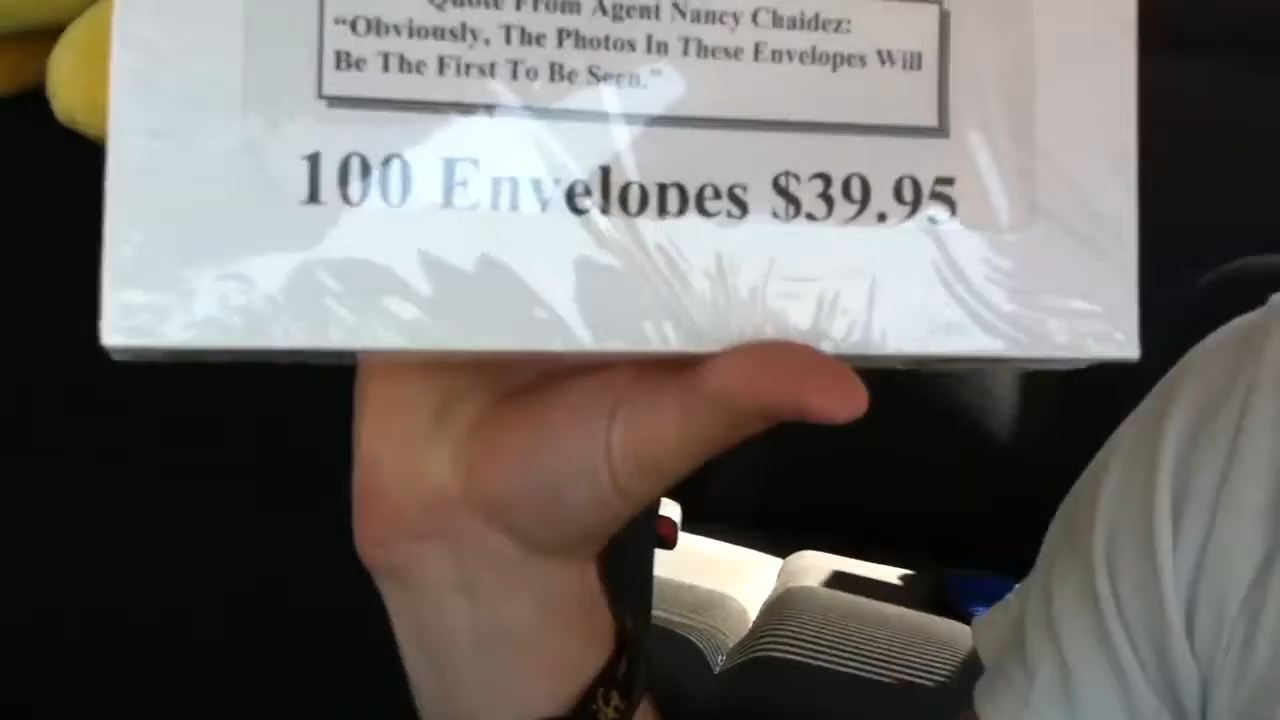 Quote From Agent Nancy Chaidez:
“Obviously, The Photos In These Envelopes Will
Be The First To Be Seen.”
100 Envelopes $39.95